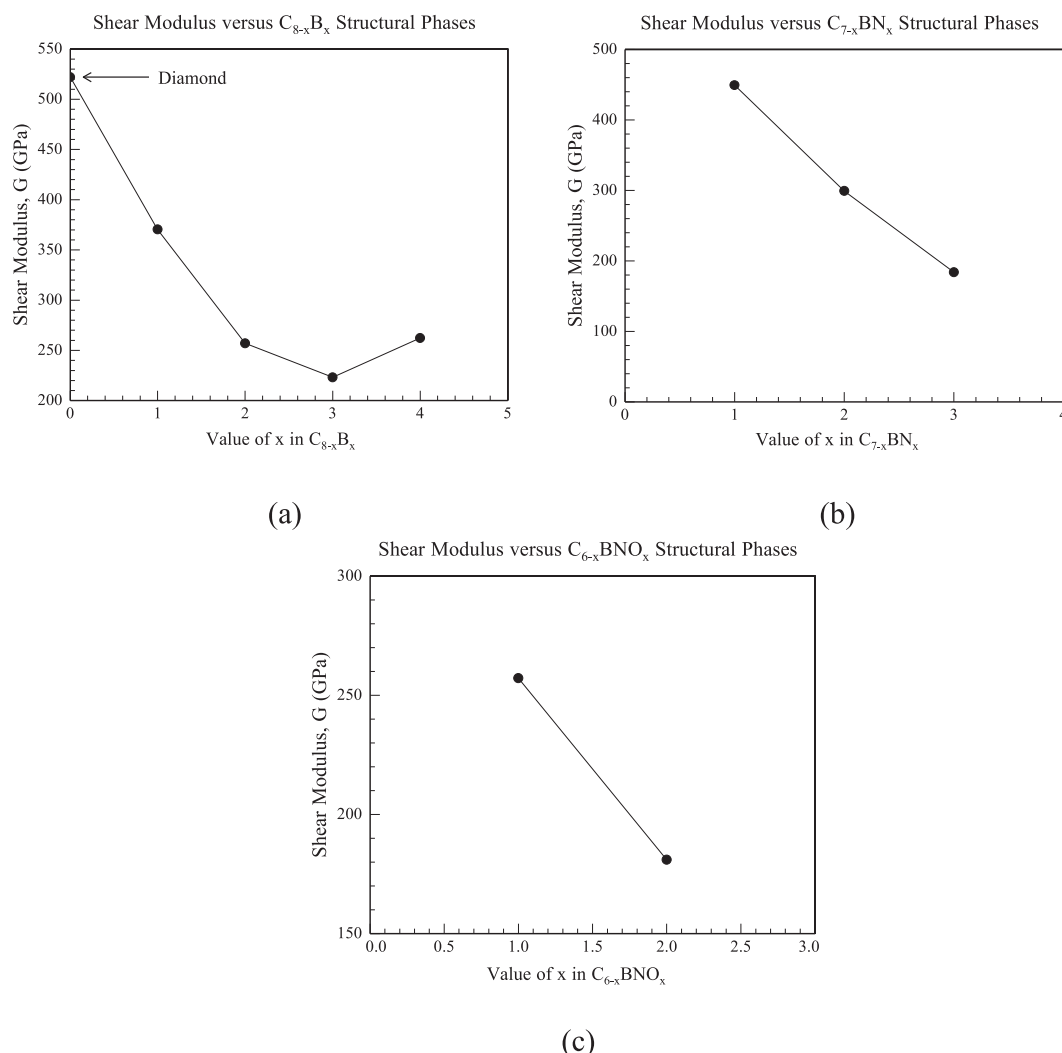 Shear Modulus versus C₈₋ₓBₓ Structural Phases
Shear Modulus, G (GPa)
550
500
450
400
350
300
250
200
Diamond
0 1 2 3 4 5
Value of x in C₈₋ₓBₓ
(a)
Shear Modulus versus C₇₋ₓBNₓ Structural Phases
Shear Modulus, G (GPa)
500
400
300
200
100
0
0 1 2 3 4
Value of x in C₇₋ₓBNₓ
(b)
Shear Modulus versus C₆₋ₓBNOₓ Structural Phases
Shear Modulus, G (GPa)
300
250
200
150
0.0 0.5 1.0 1.5 2.0 2.5 3.0
Value of x in C₆₋ₓBNOₓ
(c)